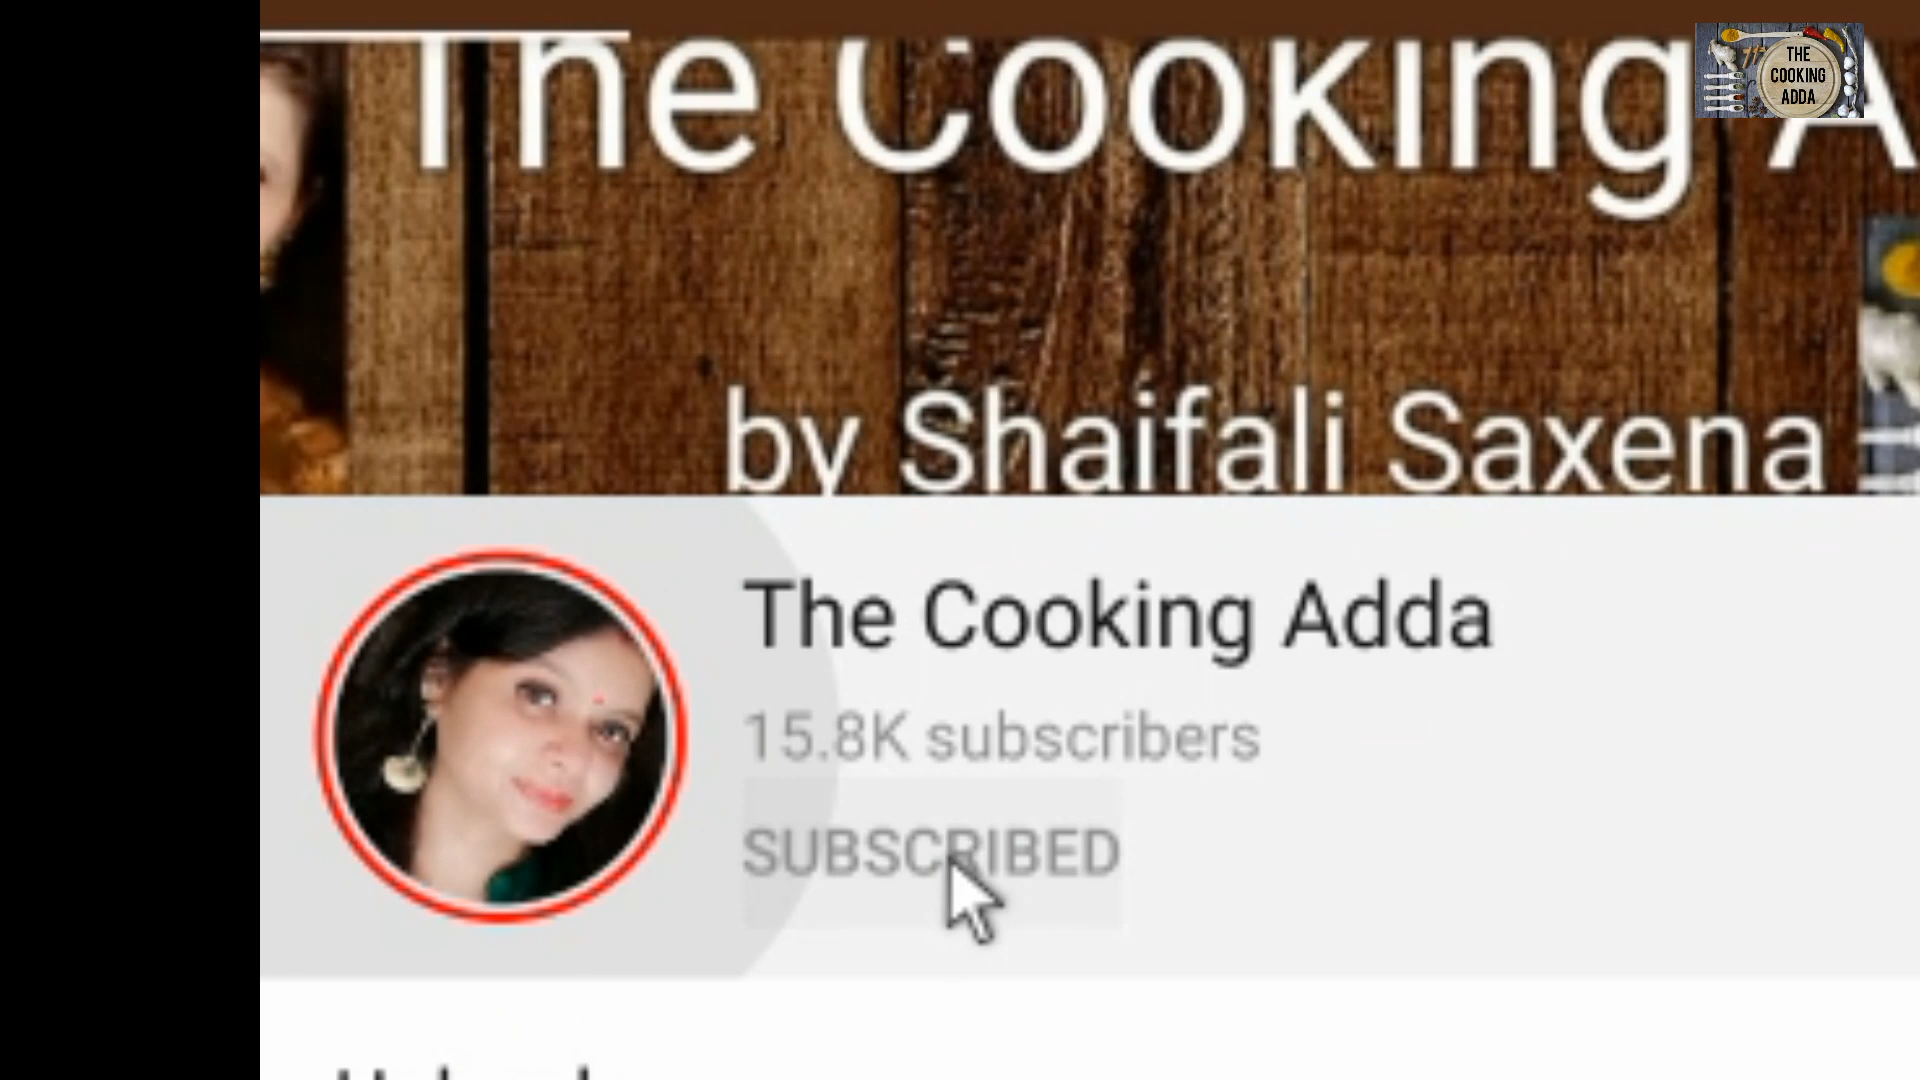 The Cooking A
THE
COOKING
ADDA
by Shaifali Saxena
The Cooking Adda
15.8K subscribers
SUBSCRIBED